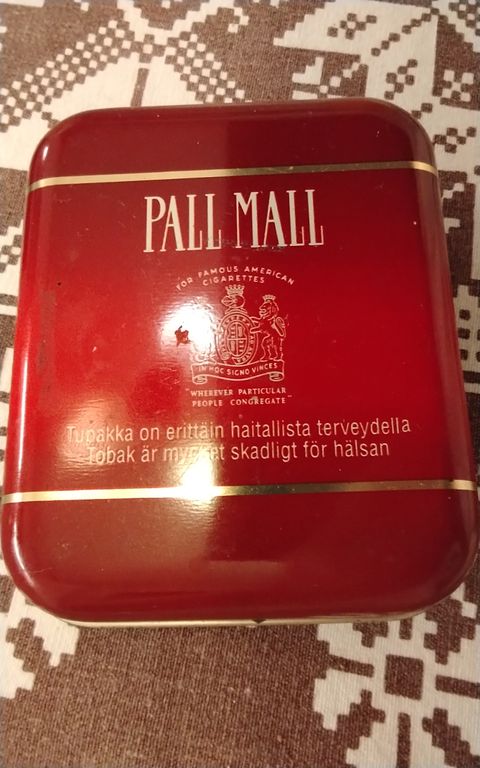 PALL MALL
FOR FAMOUS AMERICAN
CIGARETTES
IN HOC SIGNO VINCES
WHEREVER PARTICULAR
PEOPLE CONGREGATE
Tupakka on erittäin haitallista terveydella
Tobak är mycket skadligt för hälsan